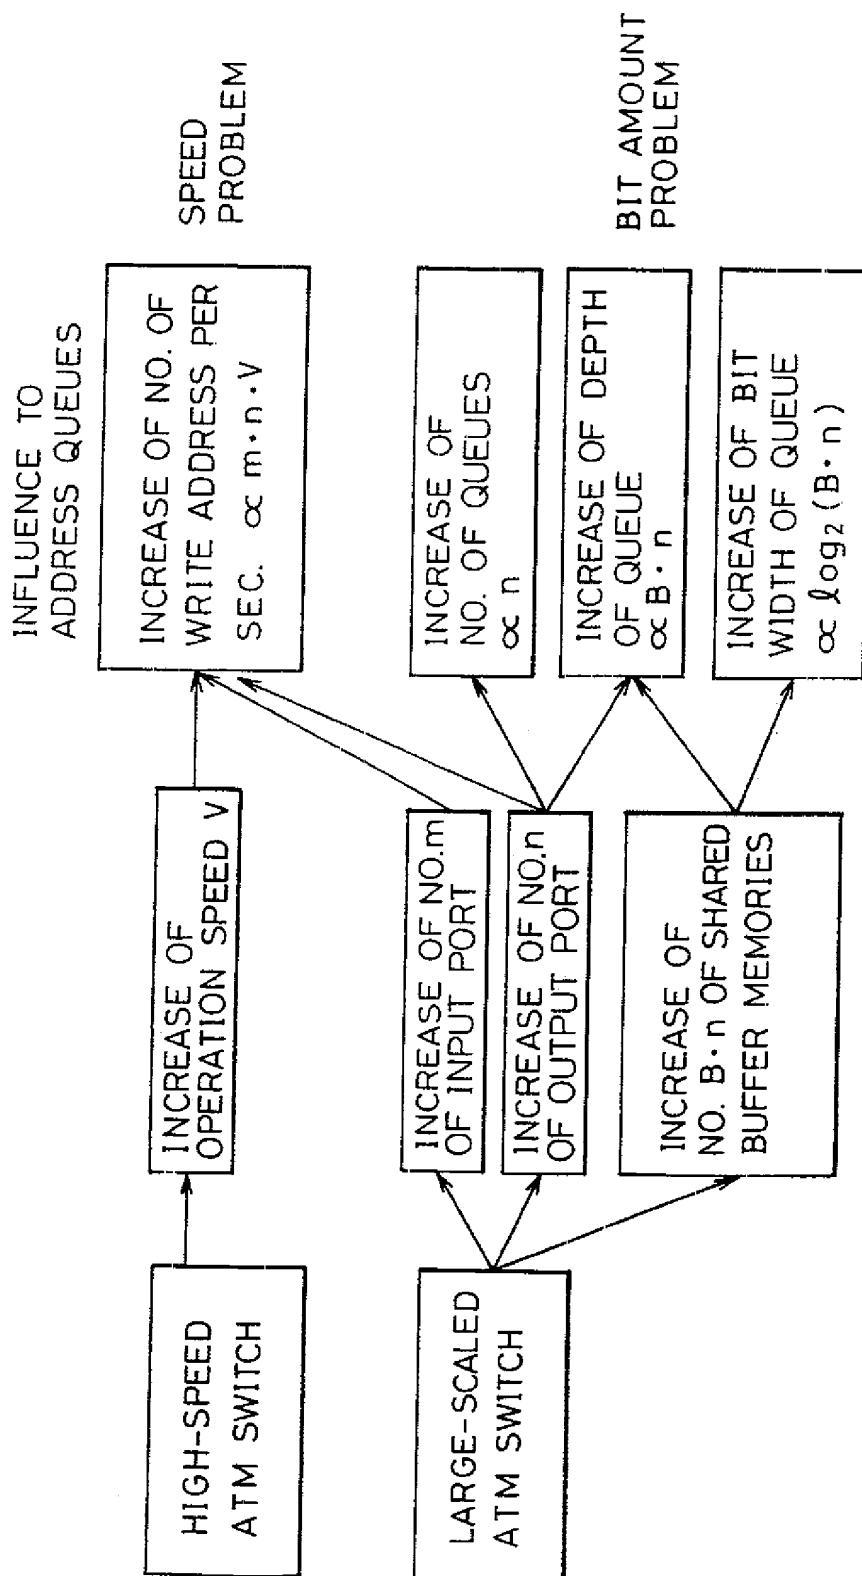 INFLUENCE TO
ADDRESS QUEUES
HIGH-SPEED
ATM SWITCH
INCREASE OF
OPERATION SPEED V
INCREASE OF NO. OF
WRITE ADDRESS PER
SEC. ∝ m・n・V
SPEED
PROBLEM
LARGE-SCALED
ATM SWITCH
INCREASE OF NO.m
OF INPUT PORT
INCREASE OF NO.n
OF OUTPUT PORT
INCREASE OF
NO. B・n OF SHARED
BUFFER MEMORIES
INCREASE OF
NO. OF QUEUES
∝ n
INCREASE OF DEPTH
OF QUEUE
∝ B・n
INCREASE OF BIT
WIDTH OF QUEUE
∝ log₂ (B・n)
BIT AMOUNT
PROBLEM